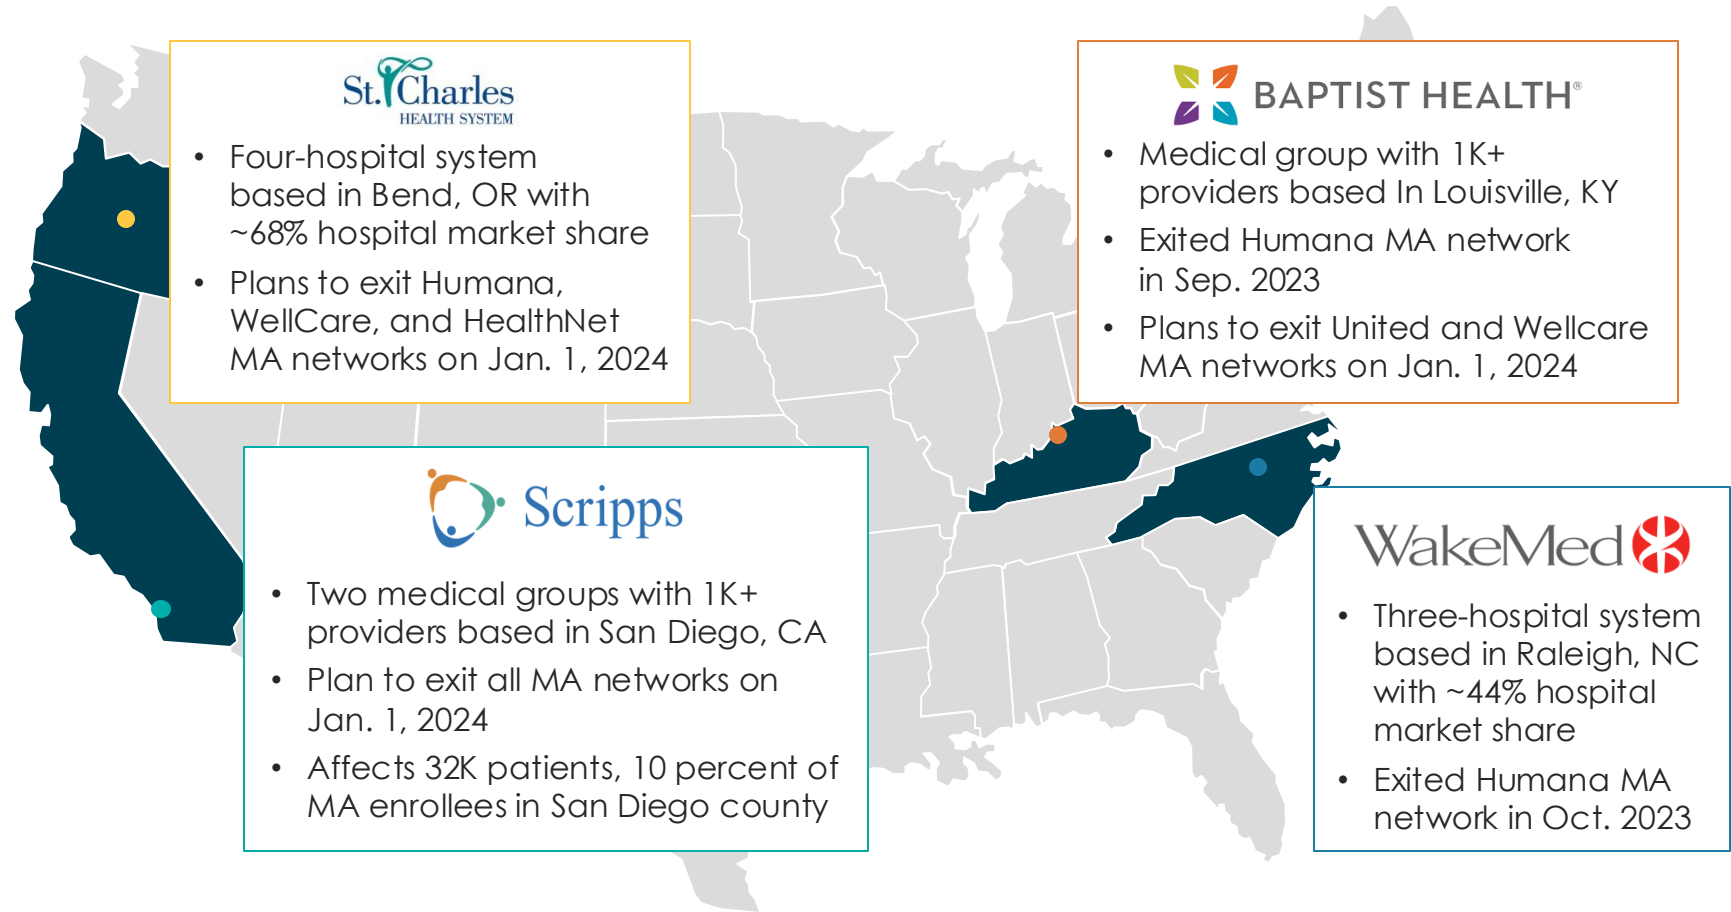 St. Charles
HEALTH SYSTEM
• Four-hospital system
based in Bend, OR with
~68% hospital market share
• Plans to exit Humana,
WellCare, and HealthNet
MA networks on Jan. 1, 2024
BAPTIST HEALTH®
• Medical group with 1K+
providers based In Louisville, KY
• Exited Humana MA network
in Sep. 2023
• Plans to exit United and Wellcare
MA networks on Jan. 1, 2024
Scripps
• Two medical groups with 1K+
providers based in San Diego, CA
• Plan to exit all MA networks on
Jan. 1, 2024
• Affects 32K patients, 10 percent of
MA enrollees in San Diego county
WakeMed
• Three-hospital system
based in Raleigh, NC
with ~44% hospital
market share
• Exited Humana MA
network in Oct. 2023